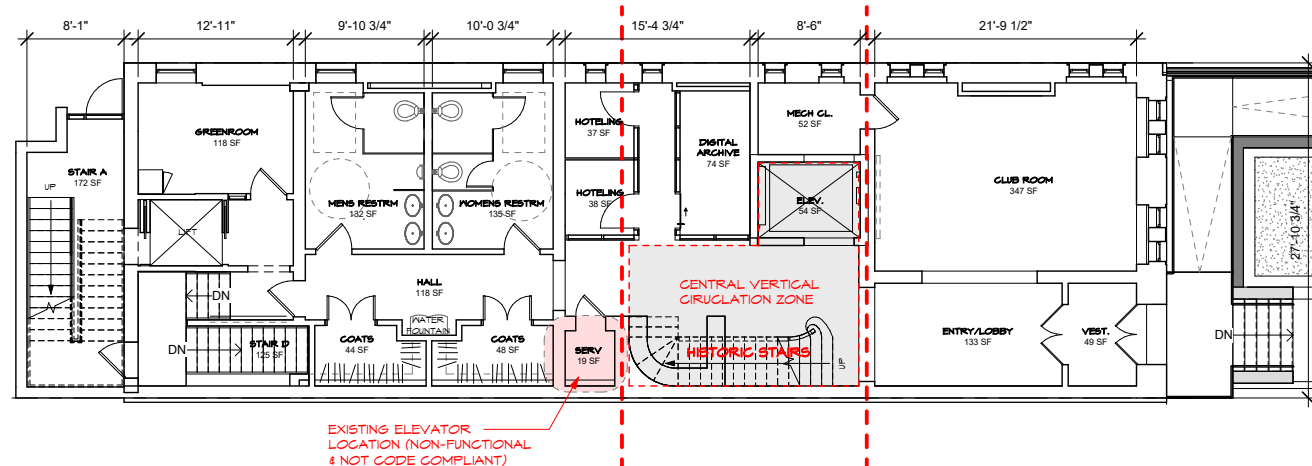 8'-1"
12'-11"
9'-10 3/4"
10'-0 3/4"
15'-4 3/4"
8'-6"
21'-9 1/2"
GREENROOM
118 SF
STAIR A
172 SF
UP
LIFT
MENS RESTRM
132 SF
WOMENS RESTRM
135 SF
HOTELING
37 SF
HOTELING
38 SF
DIGITAL
ARCHIVE
74 SF
MECH CL.
52 SF
ELEV.
54 SF
CLUB ROOM
347 SF
27'-10 3/4"
HALL
118 SF
CENTRAL VERTICAL
CIRUCLATION ZONE
DN
WATER
FOUNTAIN
DN
STAIR D
125 SF
COATS
44 SF
COATS
48 SF
SERV
19 SF
HISTORIC STAIRS
UP
ENTRY/LOBBY
133 SF
VEST.
49 SF
DN
EXISTING ELEVATOR
LOCATION (NON-FUNCTIONAL
& NOT CODE COMPLIANT)